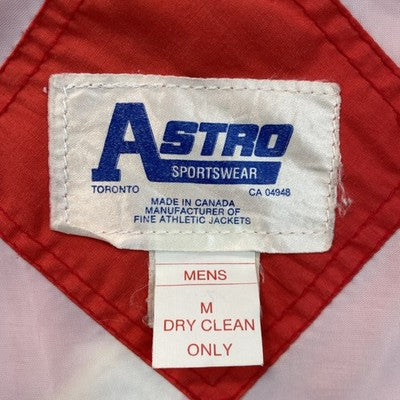 ASTRO
SPORTSWEAR
TORONTO CA 04948
MADE IN CANADA
MANUFACTURER OF
FINE ATHLETIC JACKETS
MENS
M
DRY CLEAN
ONLY